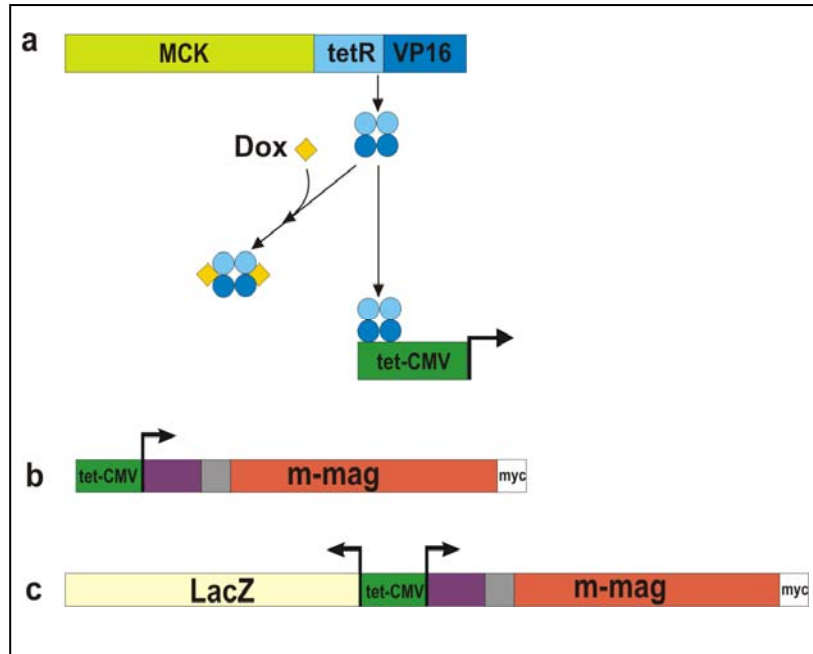 a
MCK tetR VP16
Dox
tet-CMV
b
tet-CMV m-mag myc
c
LacZ tet-CMV m-mag myc